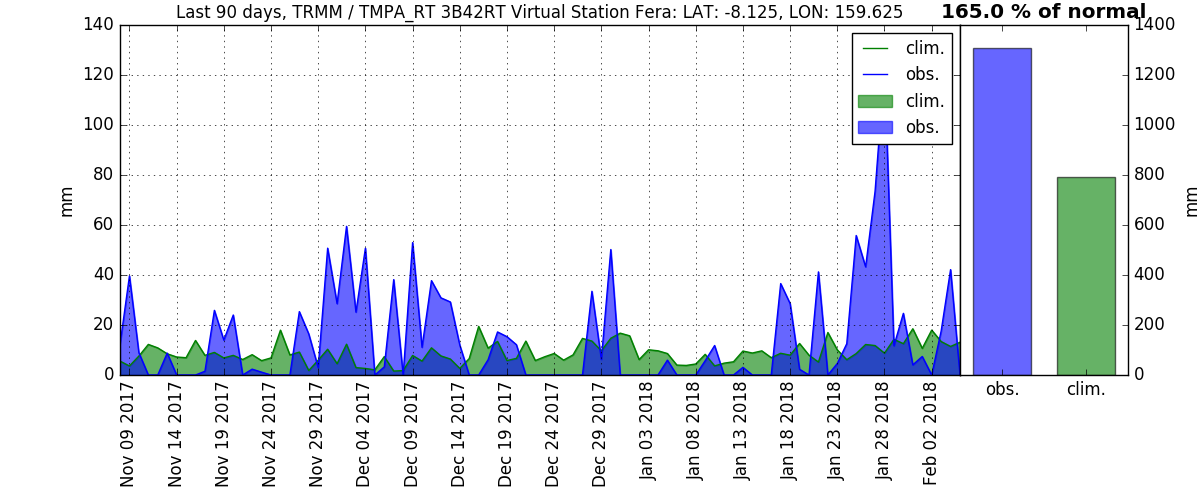 Last 90 days, TRMM / TMPA_RT 3B42RT Virtual Station Fera: LAT: -8.125, LON: 159.625
165.0 % of normal
mm
140
120
100
80
60
40
20
0
clim.
obs.
clim.
obs.
1400
1200
1000
800
600
400
200
0
mm
Nov 09 2017
Nov 14 2017
Nov 19 2017
Nov 24 2017
Nov 29 2017
Dec 04 2017
Dec 09 2017
Dec 14 2017
Dec 19 2017
Dec 24 2017
Dec 29 2017
Jan 03 2018
Jan 08 2018
Jan 13 2018
Jan 18 2018
Jan 23 2018
Jan 28 2018
Feb 02 2018
obs.
clim.